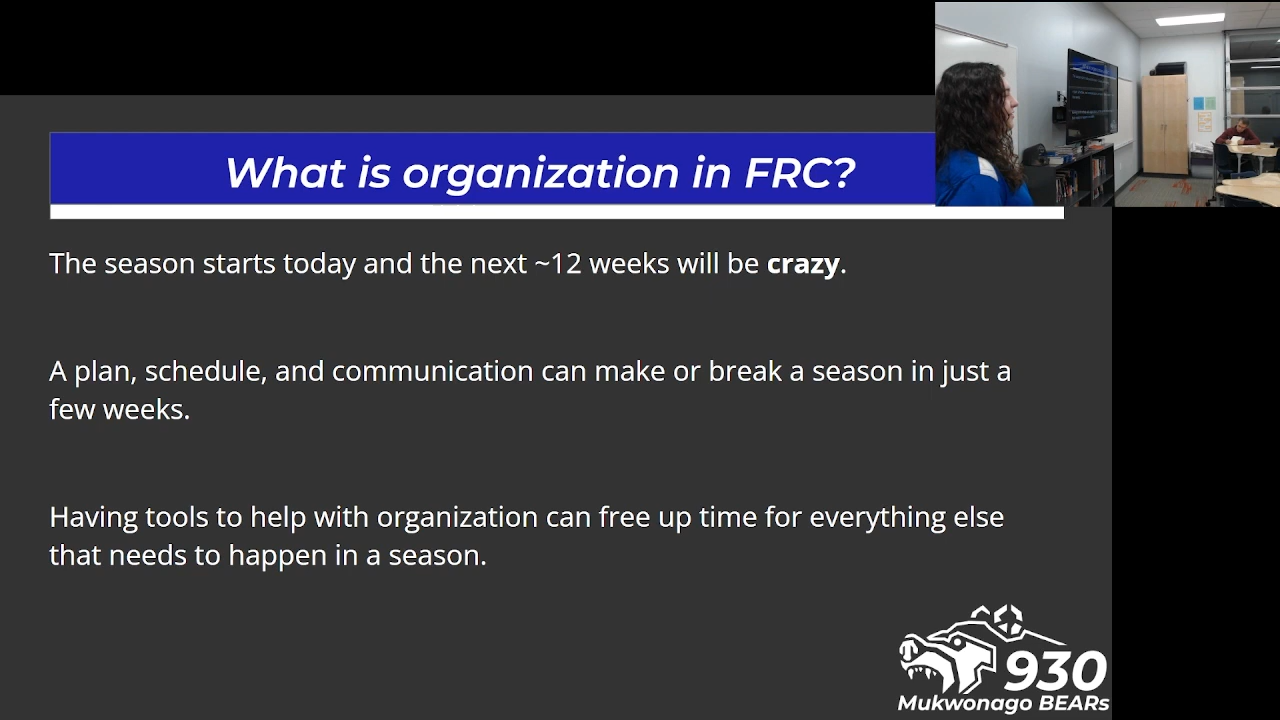 What is organization in FRC?
The season starts today and the next ~12 weeks will be crazy.
A plan, schedule, and communication can make or break a season in just a
few weeks.
Having tools to help with organization can free up time for everything else
that needs to happen in a season.
930
Mukwonago BEARs